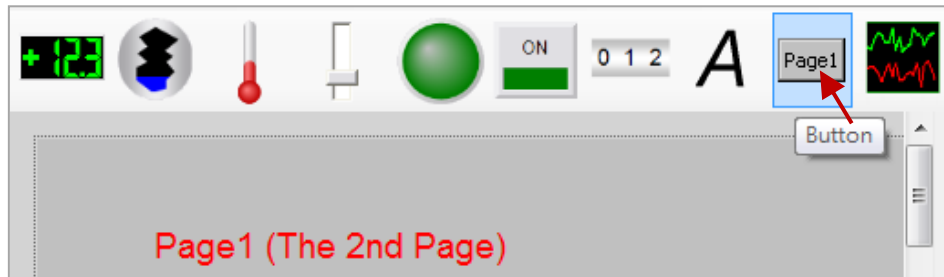 +12.3
ON
0 1 2
A
Page1
Button
Page1 (The 2nd Page)